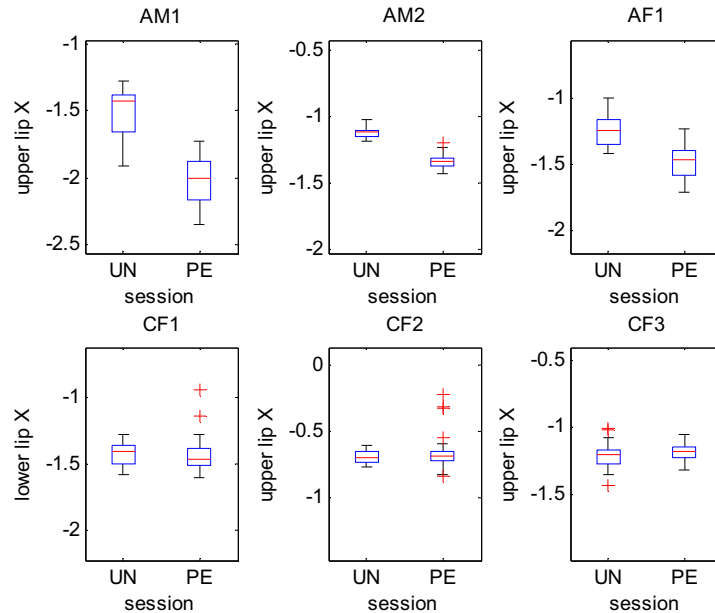 AM1
upper lip X
-1
-1.5
-2
-2.5
UN PE
session
AM2
upper lip X
-0.5
-1
-1.5
-2
UN PE
session
AF1
upper lip X
-1
-1.5
-2
UN PE
session
CF1
lower lip X
-1
-1.5
-2
UN PE
session
CF2
upper lip X
0
-0.5
-1
UN PE
session
CF3
upper lip X
-0.5
-1
-1.5
UN PE
session